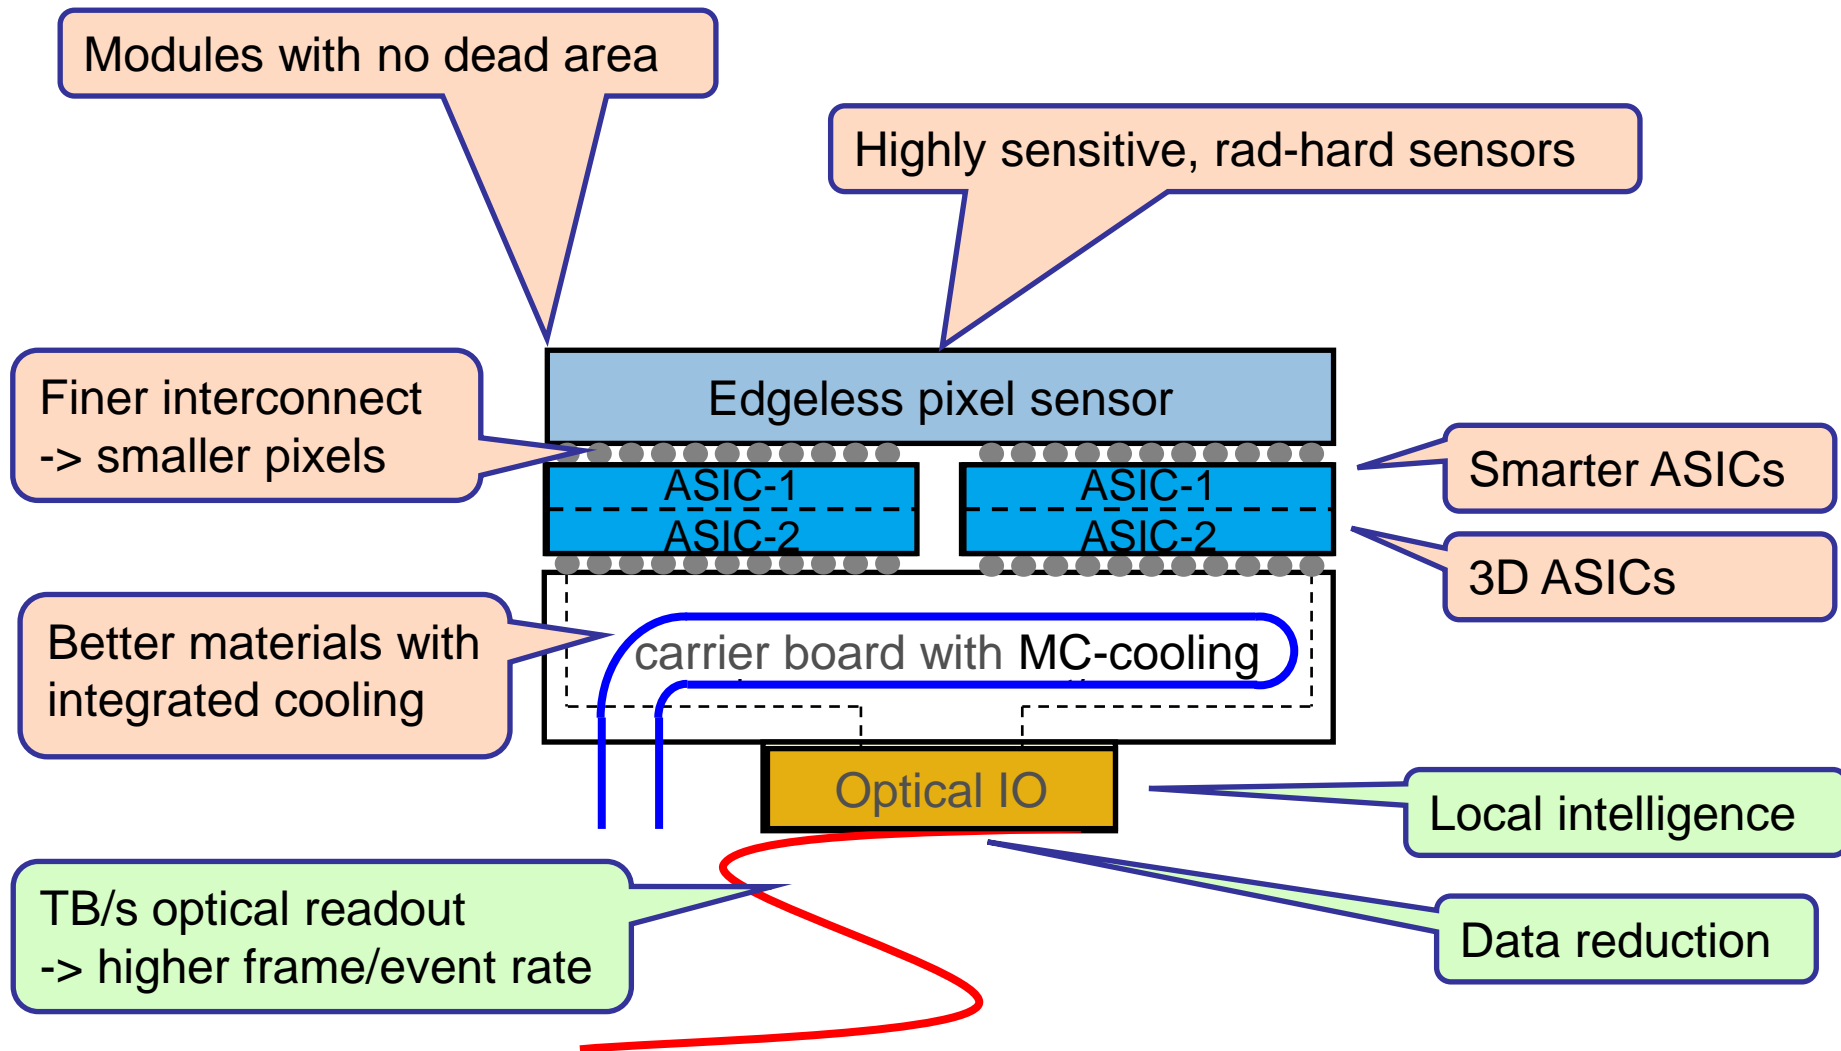 Modules with no dead area
Highly sensitive, rad-hard sensors
Finer interconnect
-> smaller pixels
Edgeless pixel sensor
ASIC-1
ASIC-2
ASIC-1
ASIC-2
Smarter ASICs
3D ASICs
Better materials with
integrated cooling
carrier board with MC-cooling
Optical IO
Local intelligence
TB/s optical readout
-> higher frame/event rate
Data reduction